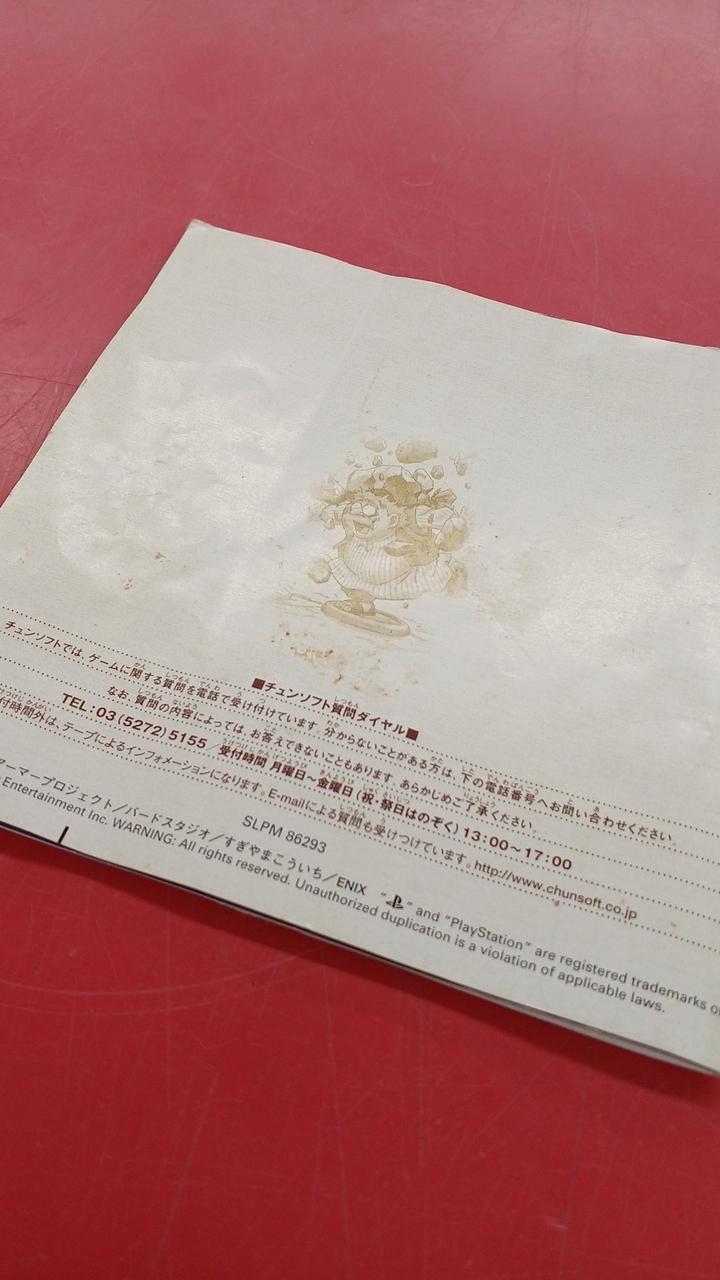 ■チュンソフト質問ダイヤル■
チュンソフトでは、ゲームに関する質問を電話で受け付けています。分からないことがある方は、下の電話番号へお問い合わせください。
なお、質問の内容によっては、お答えできないこともあります。あらかじめご了承ください。
TEL:03(5272)5155／受付時間 月曜日〜金曜日(祝・祭日はのぞく)13:00〜17:00
付時間外は、テープによるインフォメーションになります。E-mailによる質問も受けつけています。http://www.chunsoft.co.jp
SLPM 86293
アーマープロジェクト／バードスタジオ／すぎやまこういち／ENIX " " and "PlayStation" are registered trademarks of
Entertainment Inc. WARNING: All rights reserved. Unauthorized duplication is a violation of applicable laws.